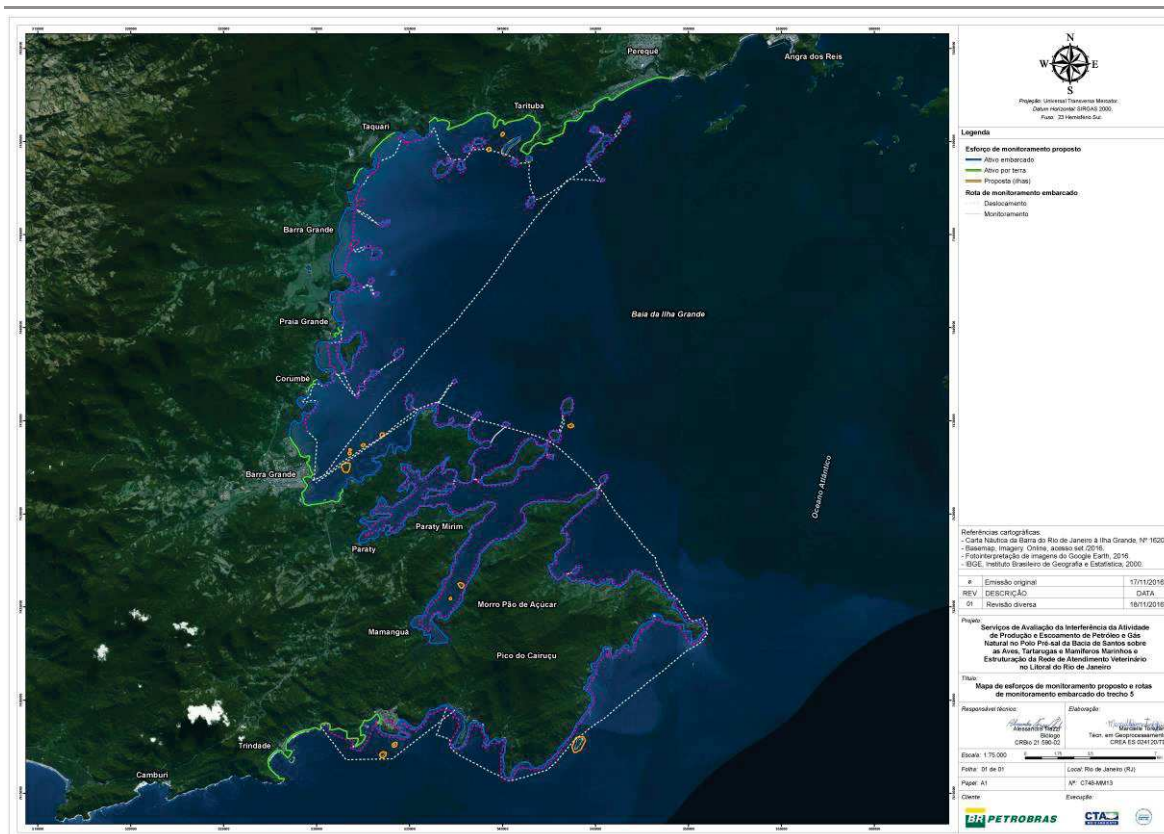 Perequê
Angra dos Reis
Tarituba
Taquari
Barra Grande
Baia da Ilha Grande
Praia Grande
Corumbê
Barra Grande
Oceano Atlântico
Paraty Mirim
Paraty
Morro Pão de Açúcar
Mamanguá
Pico do Cairuçu
Trindade
Camburi
N
W E
S
Projeção: Universal Transversa Mercator
Datum Horizontal: SIRGAS 2000.
Fuso: 23 Hemisfério Sul.
Legenda
Esforço de monitoramento proposto
Ativo embarcado
Ativo por terra
Proposta (ilhas)
Rota de monitoramento embarcado
Deslocamento
Monitoramento
Referências cartográficas:
- Carta Náutica da Barra do Rio de Janeiro à Ilha Grande, Nº 1620
- Basemap, Imagery. Online, acesso set./2016.
- Fotointerpretação de imagens do Google Earth, 2016.
- IBGE, Instituto Brasileiro de Geografia e Estatística, 2000.
Emissão original 17/11/2016
REV DESCRIÇÃO DATA
01 Revisão diversa 18/11/2016
Projeto:
Serviços de Avaliação da Interferência da Atividade
de Produção e Escoamento de Petróleo e Gás
Natural no Polo Pré-sal da Bacia de Santos sobre
as Aves, Tartarugas e Mamíferos Marinhos e
Estruturação da Rede de Atendimento Veterinário
no Litoral do Rio de Janeiro
Título:
Mapa de esforços de monitoramento proposto e rotas
de monitoramento embarcado do trecho 5
Responsável técnico: Elaboração:
Biólogo
CRBio 21.590-02
Técn. em Geoprocessamento
Escala: 1:75.000
Folha: 01 de 01 Local: Rio de Janeiro (RJ)
Papel: A1 Nº: C748-MM13
Cliente: Execução:
BR PETROBRAS CTA